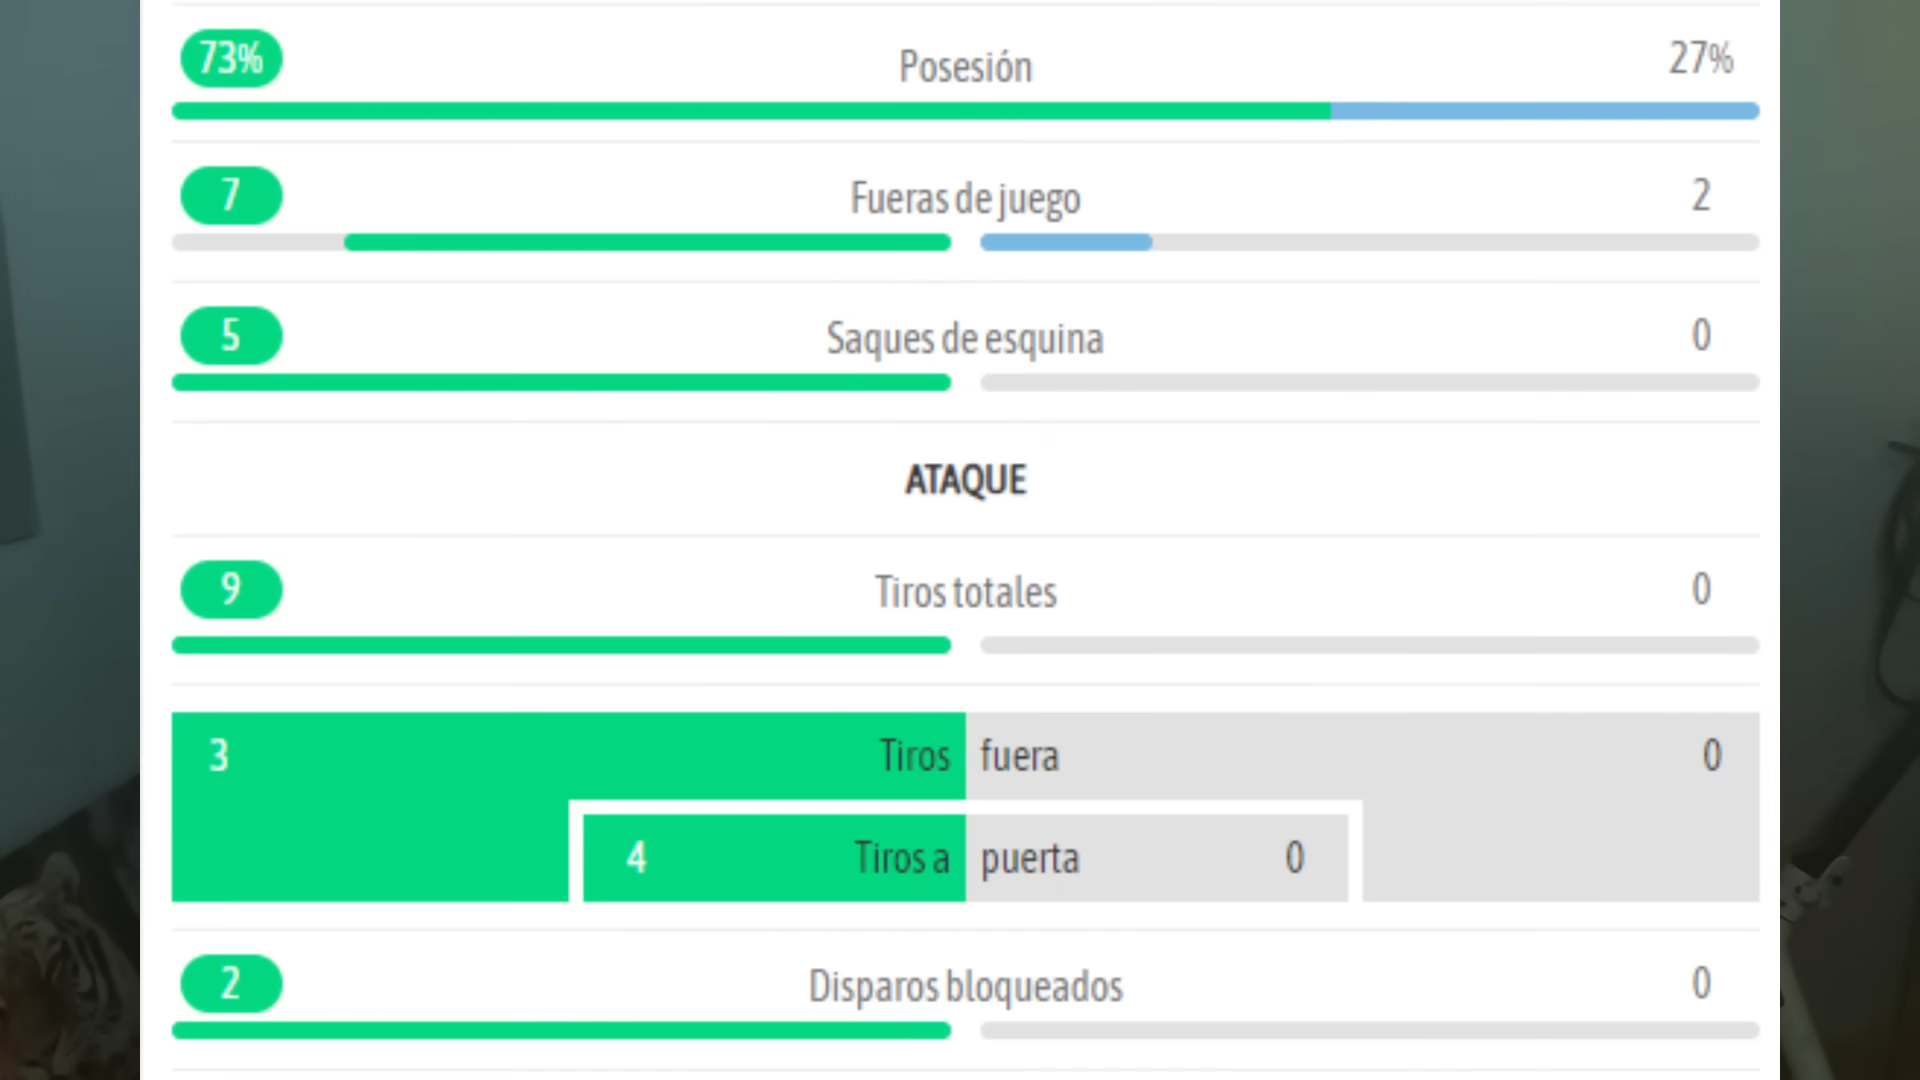 73% Posesión 27%
7 Fueras de juego 2
5 Saques de esquina 0
ATAQUE
9 Tiros totales 0
3 Tiros fuera 0
4 Tiros a puerta 0
2 Disparos bloqueados 0